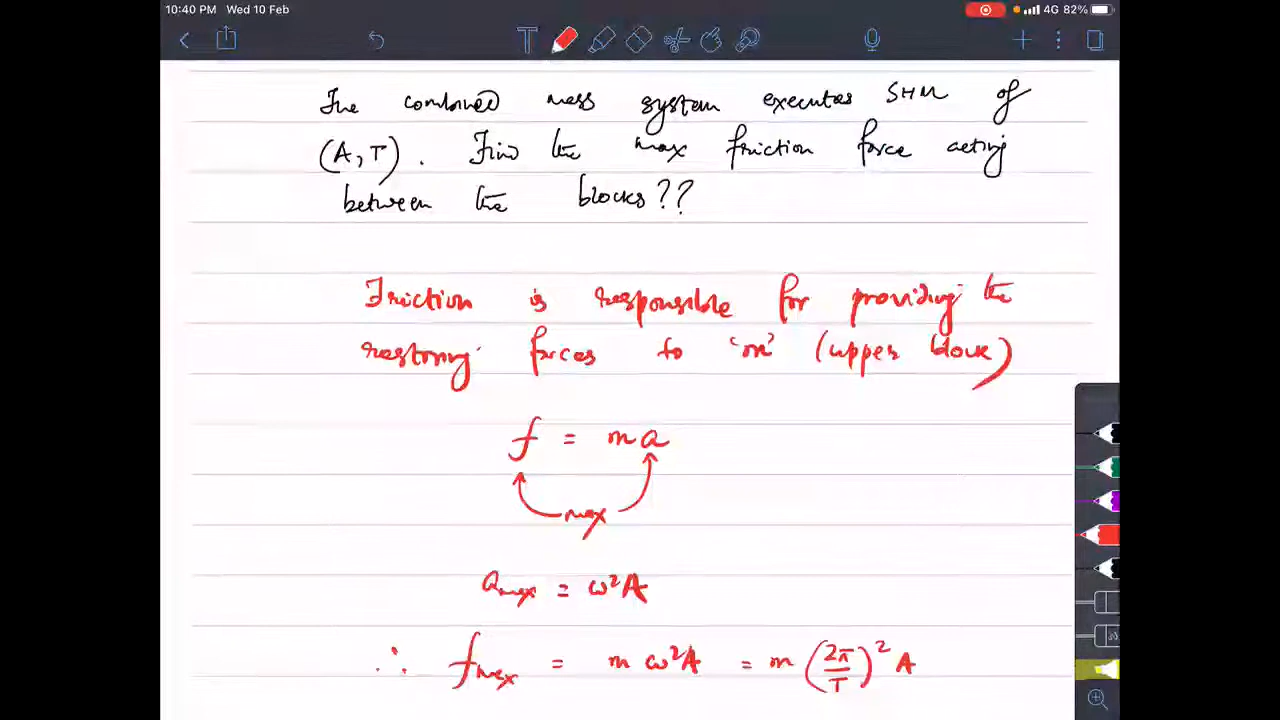 10:40 PM Wed 10 Feb
4G 82%
The combined mass system executes SHM of
(A, T). Find the max friction force acting
between the blocks??
Friction is responsible for providing the
restoring forces to 'm' (upper block)
f = ma
max
a max = ω²A
∴ f max = m ω²A = m (2π/T)² A